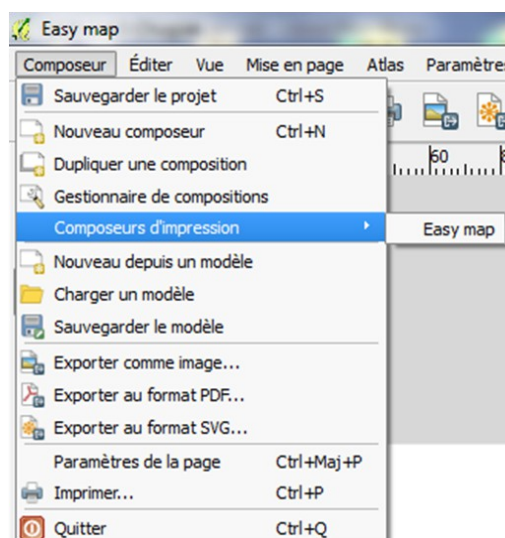 Easy map
Composeur Éditer Vue Mise en page Atlas Paramètres
Sauvegarder le projet Ctrl+S
Nouveau composeur Ctrl+N
Dupliquer une composition
60
Gestionnaire de compositions
Composeurs d'impression Easy map
Nouveau depuis un modèle
Charger un modèle
Sauvegarder le modèle
Exporter comme image...
Exporter au format PDF...
Exporter au format SVG...
Paramètres de la page Ctrl+Maj+P
Imprimer... Ctrl+P
Quitter Ctrl+Q